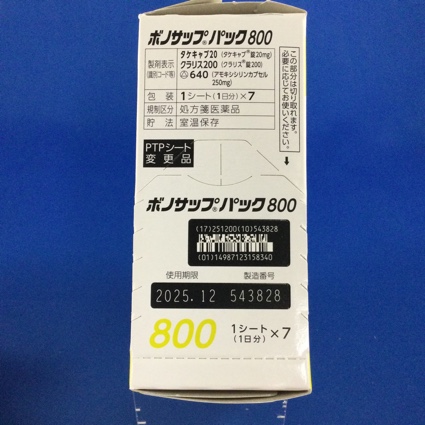 ボノサップ®パック800
製剤表示
(識別コード等)
タケキャブ20 (タケキャブ®錠20mg)
クラリス200 (クラリス®錠200)
640 (アモキシシリンカプセル
250mg)
包装 1シート(1日分)×7
規制区分 処方箋医薬品
貯法 室温保存
この部分は切り取れます。
必要に応じてお使いください。
PTPシート
変更品
ボノサップ®パック800
(17)251200(10)543828
(01)14987123158340
使用期限 製造番号
2025.12 543828
800 1シート×7
(1日分)